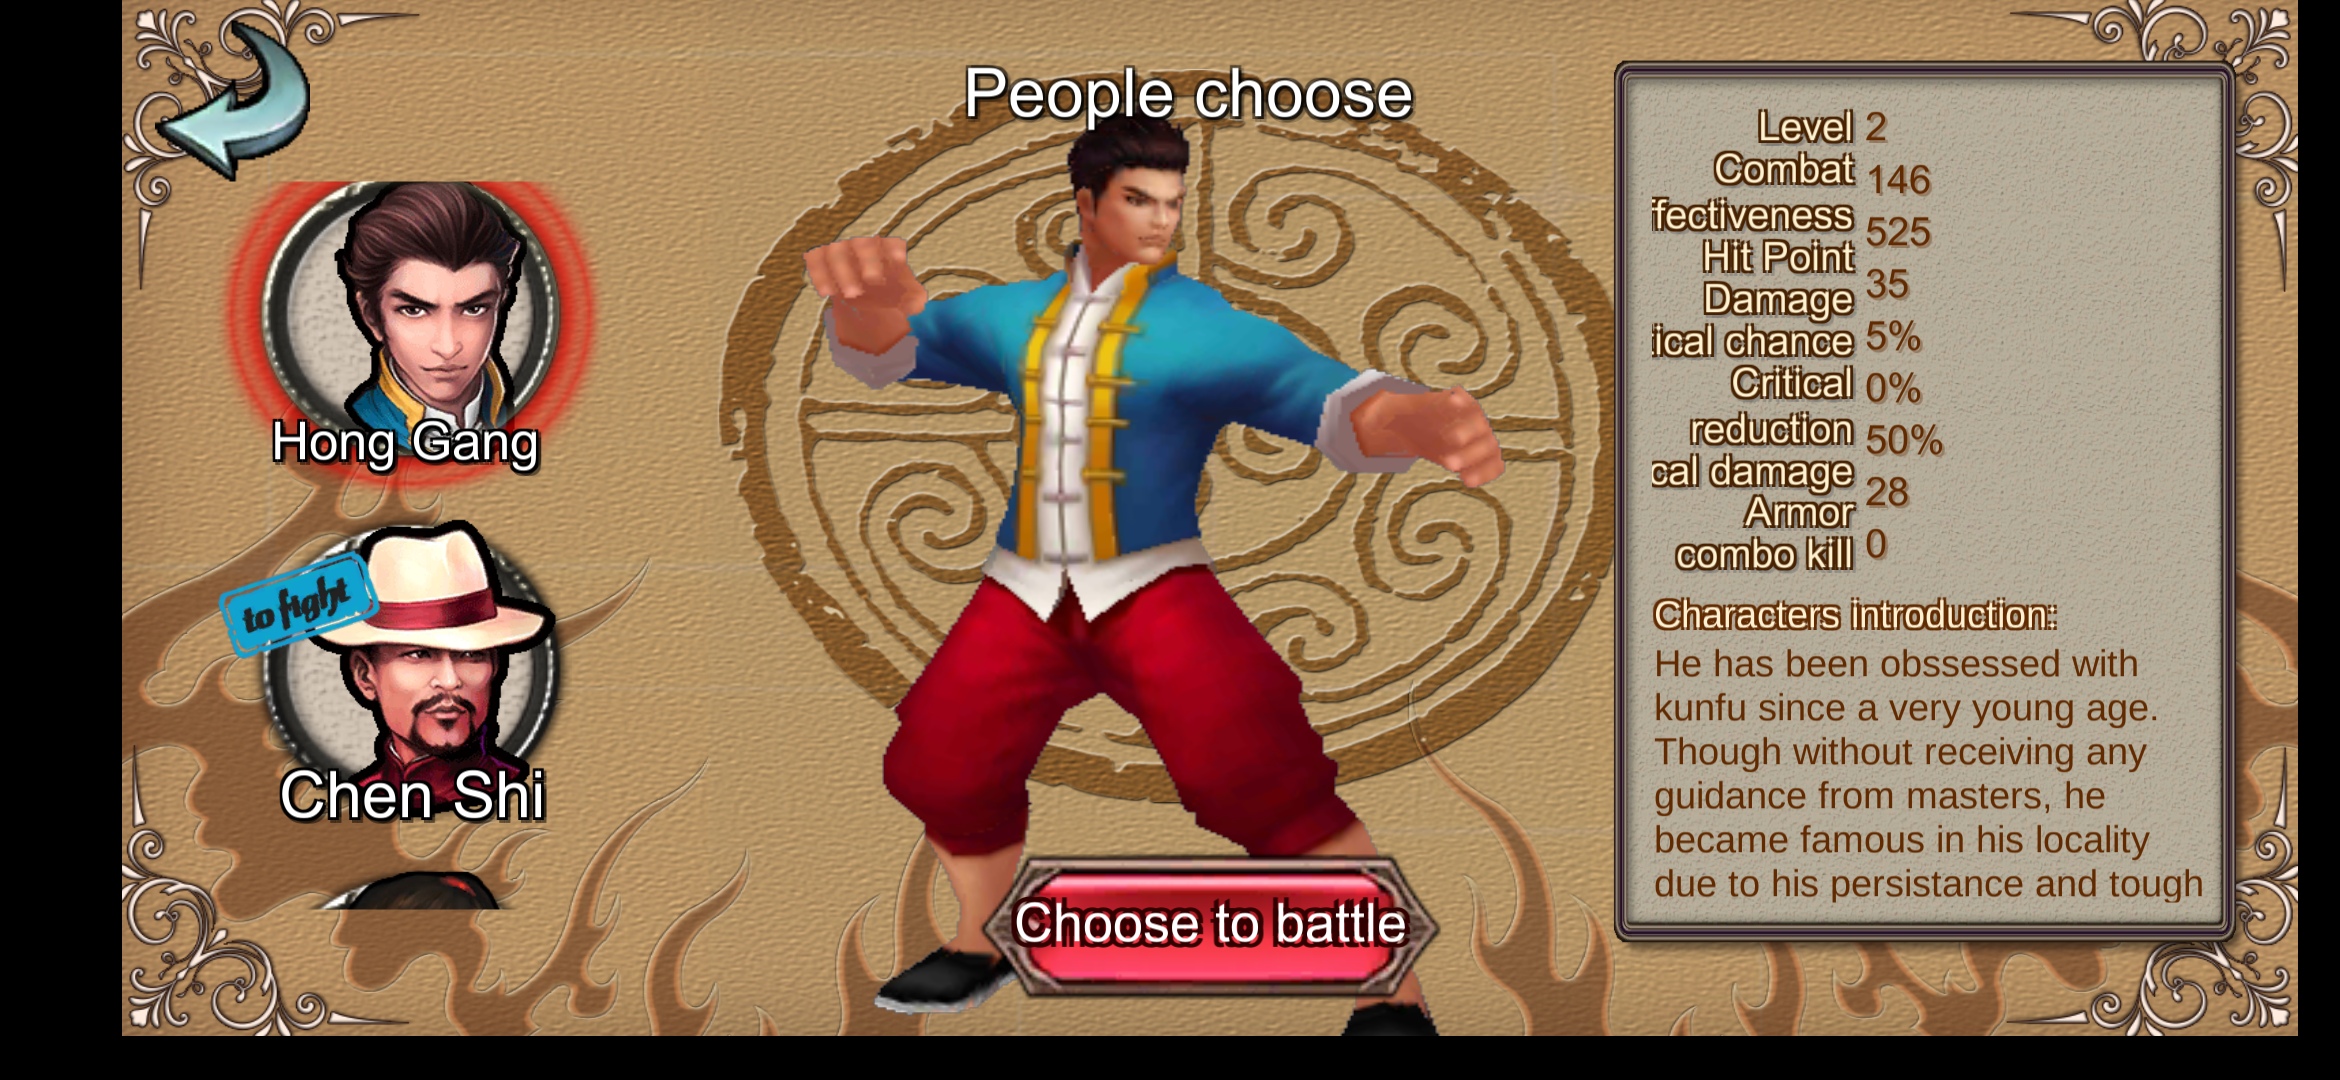 People choose
Hong Gang
to fight
Chen Shi
Choose to battle
Level 2
Combat 146
fectiveness 525
Hit Point 35
Damage 5%
ical chance 0%
Critical 50%
reduction 28
cal damage 0
Armor
combo kill
Characters introduction:
He has been obssessed with
kunfu since a very young age.
Though without receiving any
guidance from masters, he
became famous in his locality
due to his persistance and tough